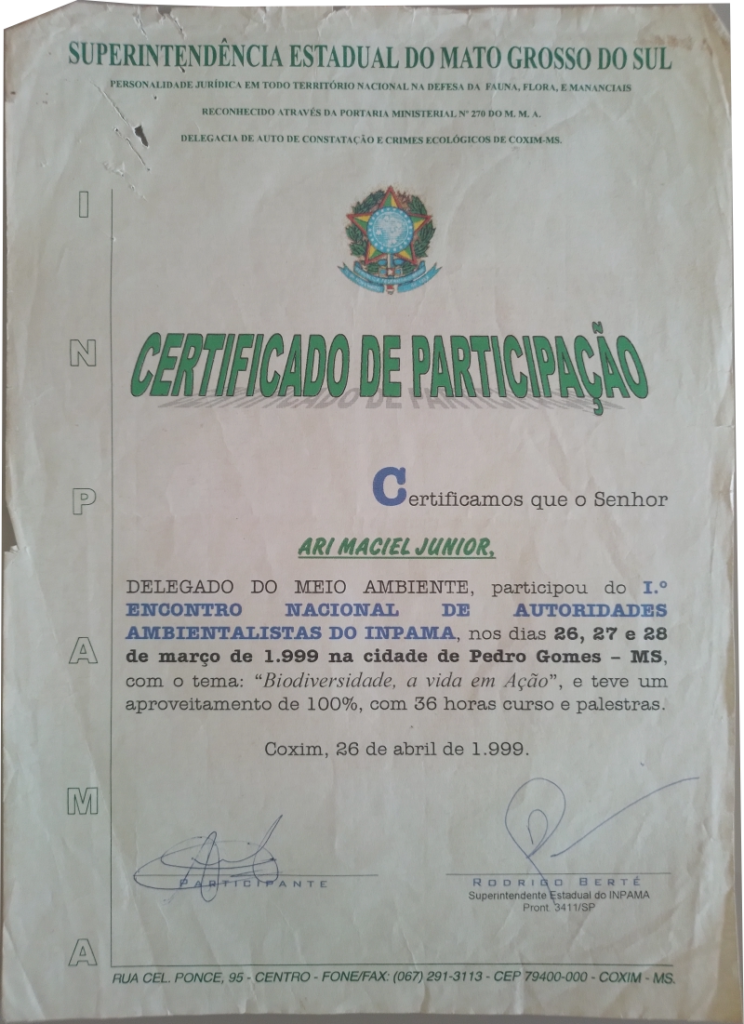 SUPERINTENDÊNCIA ESTADUAL DO MATO GROSSO DO SUL
PERSONALIDADE JURÍDICA EM TODO TERRITÓRIO NACIONAL NA DEFESA DA FAUNA, FLORA, E MANANCIAIS
RECONHECIDO ATRAVÉS DA PORTARIA MINISTERIAL Nº 270 DO M. M. A.
DELEGACIA DE AUTO DE CONSTATAÇÃO E CRIMES ECOLÓGICOS DE COXIM-MS.
I
N
P
A
M
A
CERTIFICADO DE PARTICIPAÇÃO
Certificamos que o Senhor
ARI MACIEL JUNIOR,
DELEGADO DO MEIO AMBIENTE, participou do I.º
ENCONTRO NACIONAL DE AUTORIDADES
AMBIENTALISTAS DO INPAMA, nos dias 26, 27 e 28
de março de 1.999 na cidade de Pedro Gomes – MS,
com o tema: “Biodiversidade, a vida em Ação”, e teve um
aproveitamento de 100%, com 36 horas curso e palestras.
Coxim, 26 de abril de 1.999.
PARTICIPANTE
RODRIGO BERTÉ
Superintendente Estadual do INPAMA
Pront. 3411/SP
RUA CEL. PONCE, 95 - CENTRO - FONE/FAX: (067) 291-3113 - CEP 79400-000 - COXIM - MS.